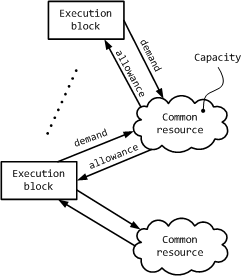 Execution
block
demand
allowance
Capacity
Common
resource
demand
allowance
Execution
block
Common
resource